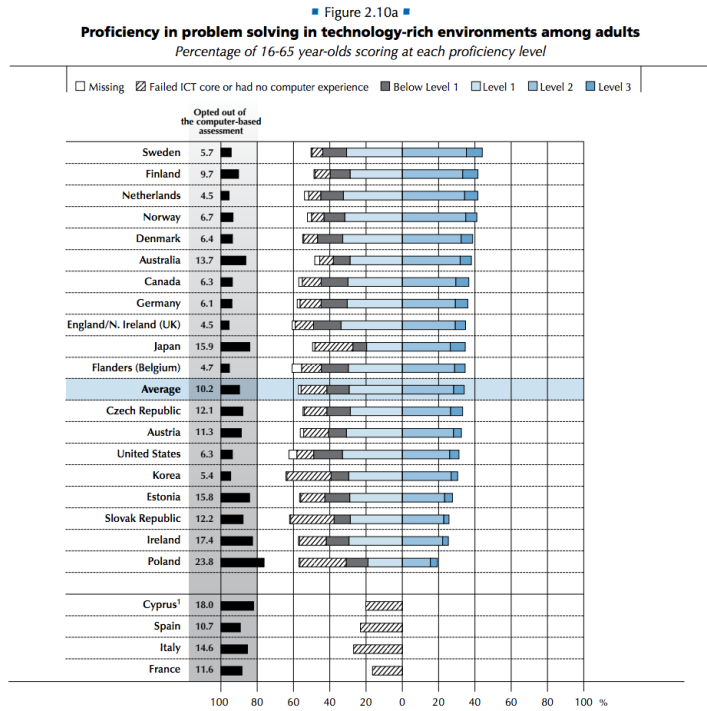 Figure 2.10a
Proficiency in problem solving in technology-rich environments among adults
Percentage of 16-65 year-olds scoring at each proficiency level
Missing Failed ICT core or had no computer experience Below Level 1 Level 1 Level 2 Level 3
Opted out of
the computer-based
assessment
Sweden 5.7
Finland 9.7
Netherlands 4.5
Norway 6.7
Denmark 6.4
Australia 13.7
Canada 6.3
Germany 6.1
England/N. Ireland (UK) 4.5
Japan 15.9
Flanders (Belgium) 4.7
Average 10.2
Czech Republic 12.1
Austria 11.3
United States 6.3
Korea 5.4
Estonia 15.8
Slovak Republic 12.2
Ireland 17.4
Poland 23.8
Cyprus¹ 18.0
Spain 10.7
Italy 14.6
France 11.6
100 80 60 40 20 0 20 40 60 80 100 %